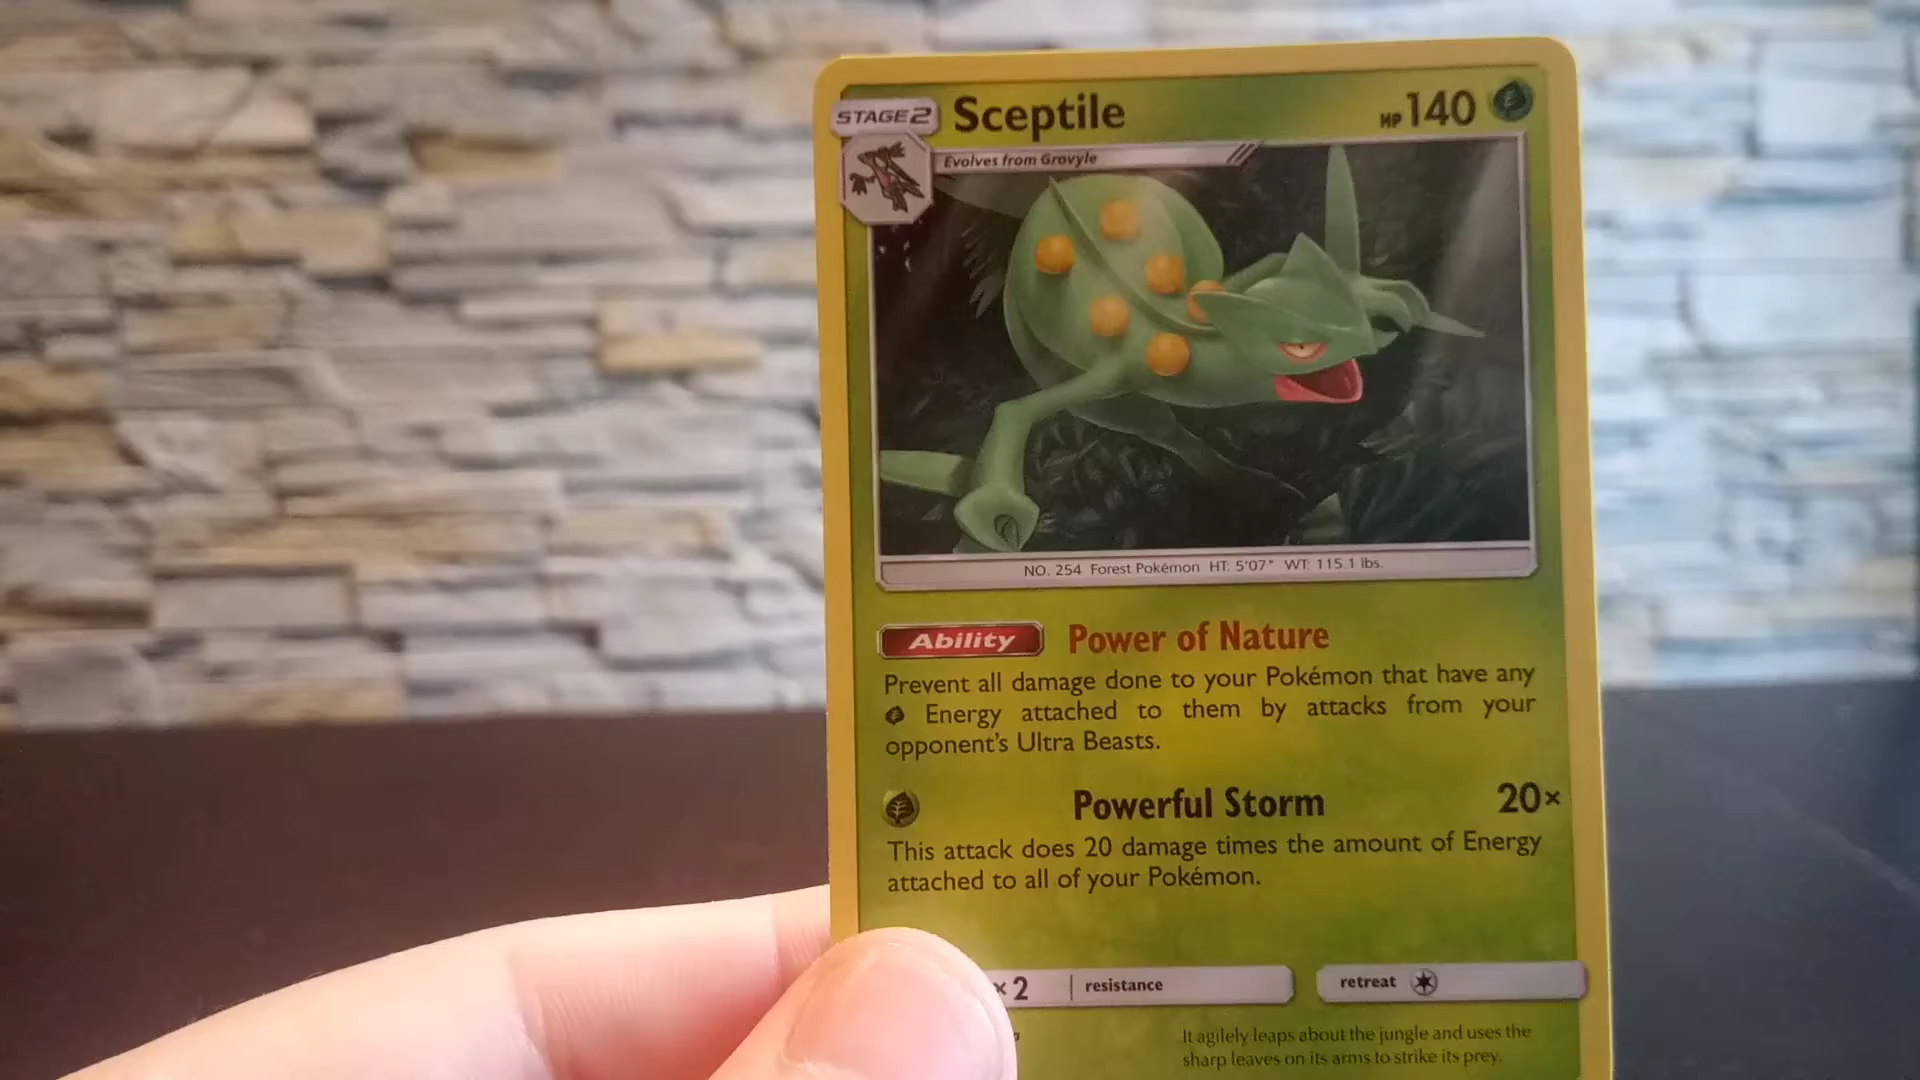 STAGE2 Sceptile HP 140
Evolves from Grovyle
NO. 254 Forest Pokémon HT: 5'07" WT: 115.1 lbs.
Ability Power of Nature
Prevent all damage done to your Pokémon that have any
Energy attached to them by attacks from your
opponent's Ultra Beasts.
Powerful Storm 20×
This attack does 20 damage times the amount of Energy
attached to all of your Pokémon.
×2 resistance retreat
It agilely leaps about the jungle and uses the
sharp leaves on its arms to strike its prey.